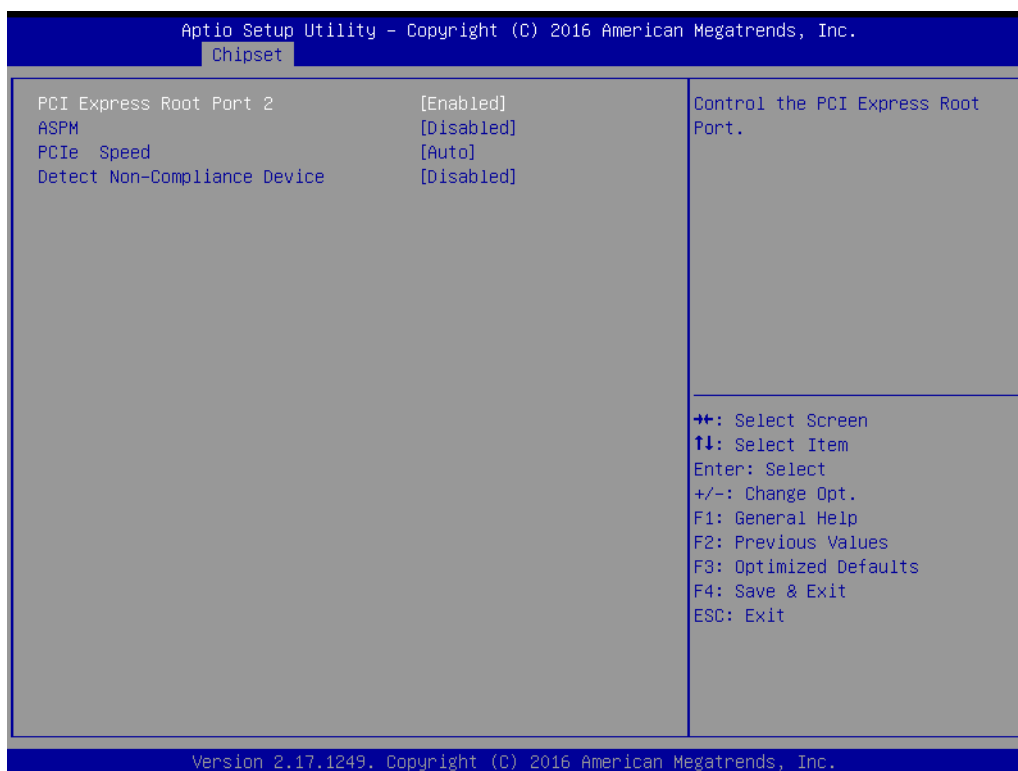 Aptio Setup Utility – Copyright (C) 2016 American Megatrends, Inc.
Chipset
PCI Express Root Port 2 [Enabled]
ASPM [Disabled]
PCIe Speed [Auto]
Detect Non-Compliance Device [Disabled]
Control the PCI Express Root
Port.
→←: Select Screen
↑↓: Select Item
Enter: Select
+/-: Change Opt.
F1: General Help
F2: Previous Values
F3: Optimized Defaults
F4: Save & Exit
ESC: Exit
Version 2.17.1249. Copyright (C) 2016 American Megatrends, Inc.